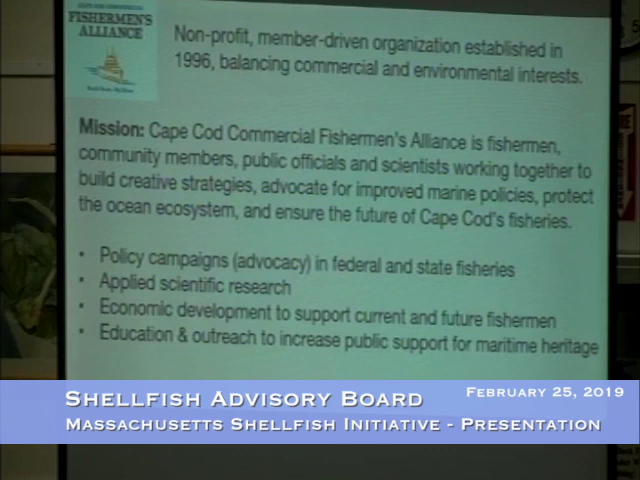 CAPE COD COMMERCIAL
FISHERMEN'S
ALLIANCE
Non-profit, member-driven organization established in
1996, balancing commercial and environmental interests.
Mission: Cape Cod Commercial Fishermen's Alliance is fishermen,
community members, public officials and scientists working together to
build creative strategies, advocate for improved marine policies, protect
the ocean ecosystem, and ensure the future of Cape Cod's fisheries.
• Policy campaigns (advocacy) in federal and state fisheries
• Applied scientific research
• Economic development to support current and future fishermen
• Education & outreach to increase public support for maritime heritage
Shellfish Advisory Board
February 25, 2019
Massachusetts Shellfish Initiative - Presentation